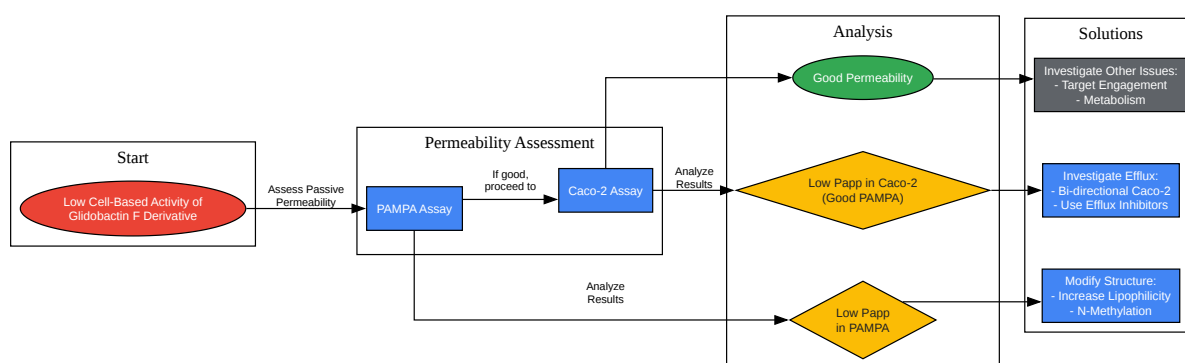 Start
Low Cell-Based Activity of
Glidobactin F Derivative
Assess Passive
Permeability
Permeability Assessment
PAMPA Assay
If good,
proceed to
Caco-2 Assay
Analyze
Results
Analyze
Results
Analysis
Good Permeability
Low Papp in Caco-2
(Good PAMPA)
Low Papp
in PAMPA
Solutions
Investigate Other Issues:
- Target Engagement
- Metabolism
Investigate Efflux:
- Bi-directional Caco-2
- Use Efflux Inhibitors
Modify Structure:
- Increase Lipophilicity
- N-Methylation